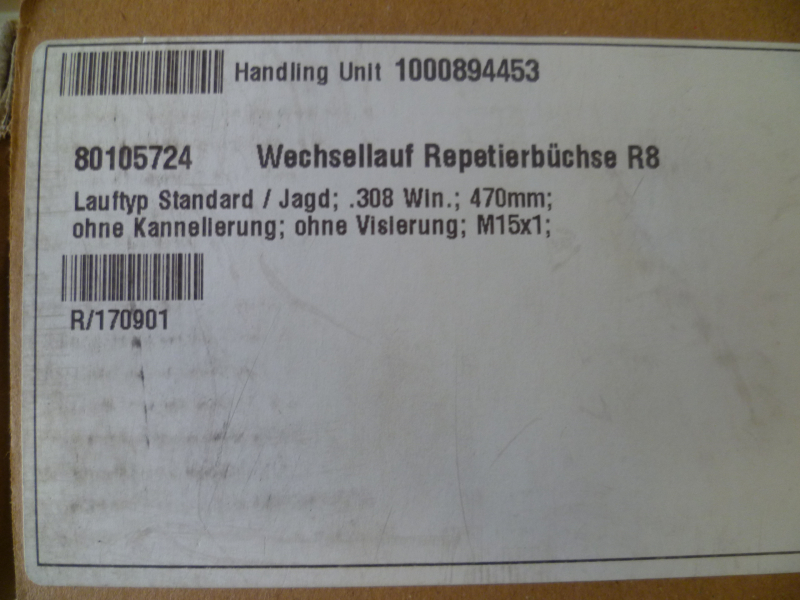 Handling Unit 1000894453
80105724 Wechsellauf Repetierbüchse R8
Lauftyp Standard / Jagd; .308 Win.; 470mm;
ohne Kannelierung; ohne Visierung; M15x1;
R/170901